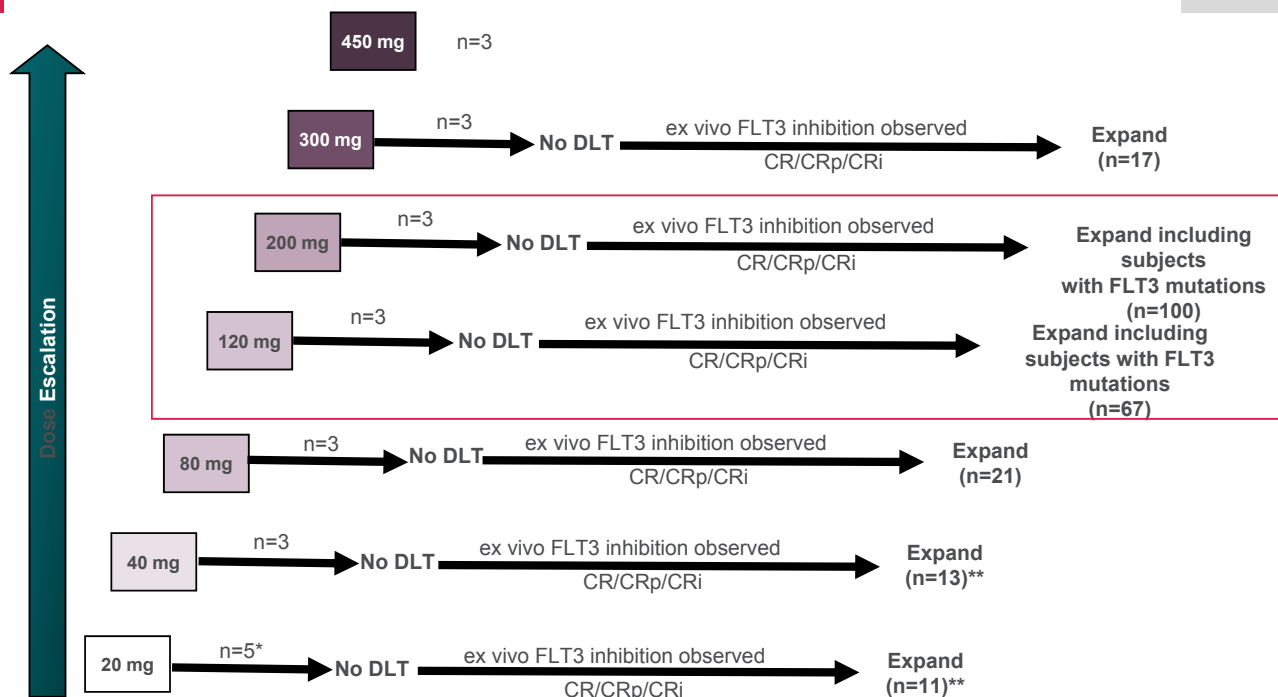 450 mg
n=3
300 mg
n=3
No DLT
ex vivo FLT3 inhibition observed
CR/CRp/CRi
Expand
(n=17)
200 mg
n=3
No DLT
ex vivo FLT3 inhibition observed
CR/CRp/CRi
Expand including
subjects
with FLT3 mutations
(n=100)
120 mg
n=3
No DLT
ex vivo FLT3 inhibition observed
CR/CRp/CRi
Expand including
subjects with FLT3
mutations
(n=67)
80 mg
n=3
No DLT
ex vivo FLT3 inhibition observed
CR/CRp/CRi
Expand
(n=21)
40 mg
n=3
No DLT
ex vivo FLT3 inhibition observed
CR/CRp/CRi
Expand
(n=13)**
20 mg
n=5*
No DLT
ex vivo FLT3 inhibition observed
CR/CRp/CRi
Expand
(n=11)**
Dose Escalation